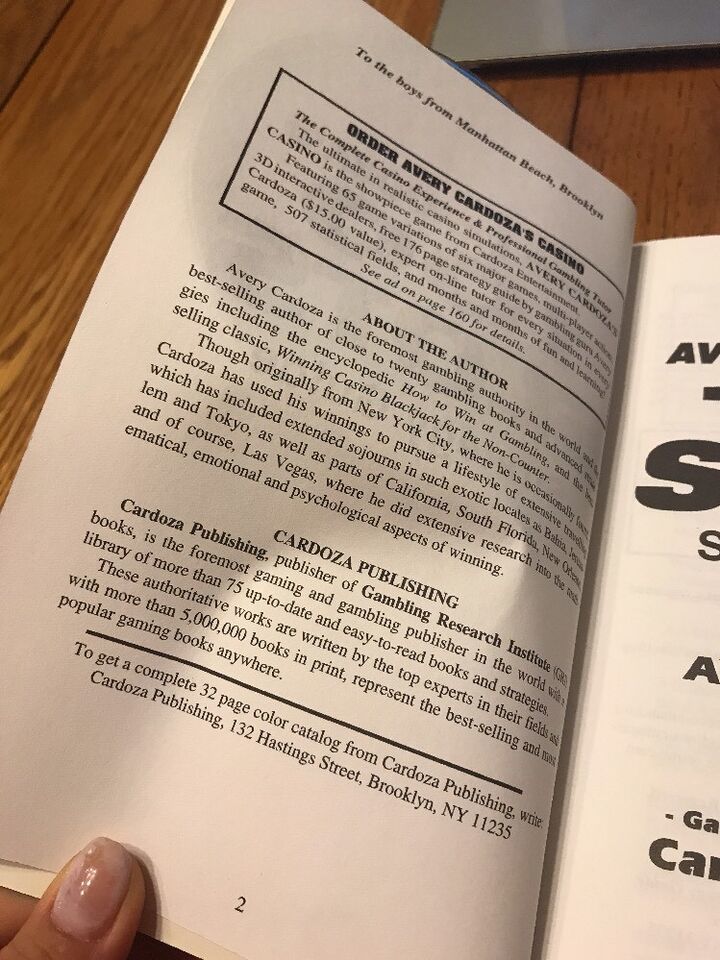 To the boys from Manhattan Beach, Brooklyn
ORDER AVERY CARDOZA'S CASINO
The Complete Casino Experience & Professional Gambling Tutor
The ultimate in realistic casino simulations, AVERY CARDOZA'S
CASINO is the showpiece game from Cardoza Entertainment.
Featuring 65 game variations of six major games, multi-player action,
3D interactive dealers, free 176 page strategy guide by gambling guru Avery
Cardoza ($15.00 value), expert on-line tutor for every situation in every
game, 507 statistical fields, and months and months of fun and learning!
See ad on page 160 for details.
ABOUT THE AUTHOR
Avery Cardoza is the foremost gambling authority in the world and the
best-selling author of close to twenty gambling books and advanced
gies including the encyclopedic How to Win at Gambling, and the best
selling classic, Winning Casino Blackjack for the Non-Counter.
Though originally from New York City, where he is occasionally
Cardoza has used his winnings to pursue a lifestyle of extensive
which has included extended sojourns in such exotic locales as Bahia,
lem and Tokyo, as well as parts of California, South Florida, New
and of course, Las Vegas, where he did extensive research into the
ematical, emotional and psychological aspects of winning.
CARDOZA PUBLISHING
Cardoza Publishing, publisher of Gambling Research Institute
books, is the foremost gaming and gambling publisher in the world with a
library of more than 75 up-to-date and easy-to-read books and strategies.
These authoritative works are written by the top experts in their fields and
with more than 5,000,000 books in print, represent the best-selling and most
popular gaming books anywhere.
To get a complete 32 page color catalog from Cardoza Publishing, write:
Cardoza Publishing, 132 Hastings Street, Brooklyn, NY 11235
2
AV
S
S
A
- Ga
Car